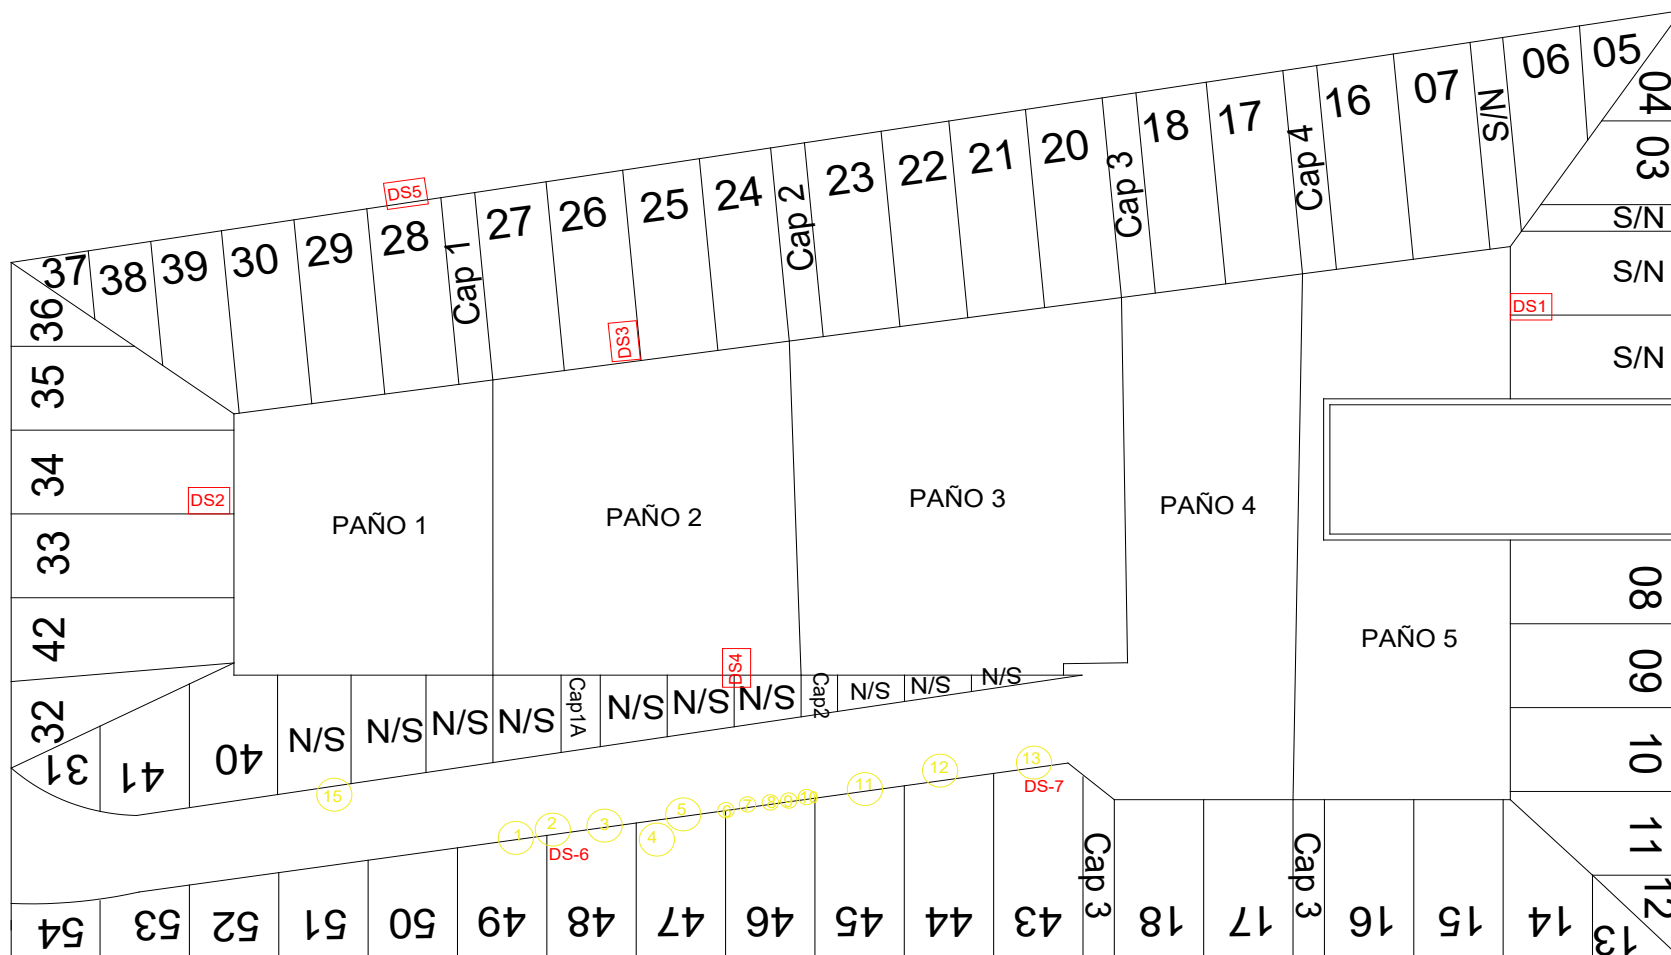 05
06
S/N
07
16
Cap 4
17
18
Cap 3
20
21
22
23
Cap 2
24
25
26
27
Cap 1
28
29
30
39
38
37
DS5
DS3
04
03
S/N
S/N
DS1
S/N
36
35
34
DS2
33
42
32
PAÑO 1
PAÑO 2
PAÑO 3
PAÑO 4
PAÑO 5
08
09
10
11
12
13
DS4
31
41
40
S/N
S/N
S/N
S/N
Cap1A
S/N
S/N
S/N
Cap2
S/N
S/N
S/N
15
1
2
3
4
5
6
7
8
9
10
11
12
13
DS-6
DS-7
54
53
52
51
50
49
48
47
46
45
44
43
Cap 3
18
17
Cap 3
16
15
14